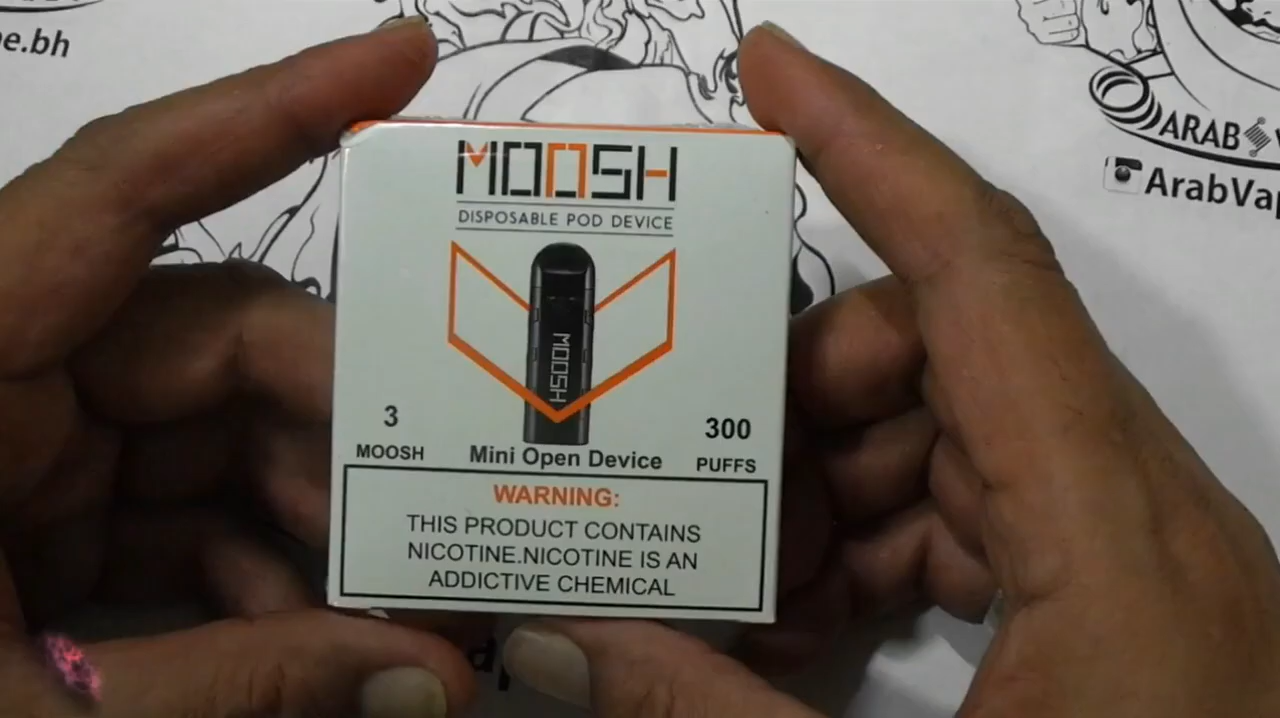 pe.bh
ARAB
ArabVap
MOOSH
DISPOSABLE POD DEVICE
MOOSH
3
MOOSH
Mini Open Device
300
PUFFS
WARNING:
THIS PRODUCT CONTAINS
NICOTINE.NICOTINE IS AN
ADDICTIVE CHEMICAL